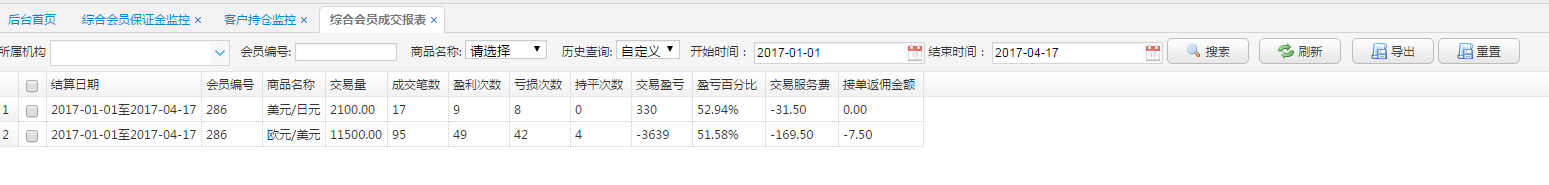 后台首页 综合会员保证金监控 × 客户持仓监控 × 综合会员成交报表 ×
所属机构 会员编号: 商品名称: 请选择 历史查询: 自定义 开始时间： 2017-01-01 结束时间： 2017-04-17 搜索 刷新 导出 重置
结算日期 会员编号 商品名称 交易量 成交笔数 盈利次数 亏损次数 持平次数 交易盈亏 盈亏百分比 交易服务费 接单返佣金额
1 2017-01-01至2017-04-17 286 美元/日元 2100.00 17 9 8 0 330 52.94% -31.50 0.00
2 2017-01-01至2017-04-17 286 欧元/美元 11500.00 95 49 42 4 -3639 51.58% -169.50 -7.50